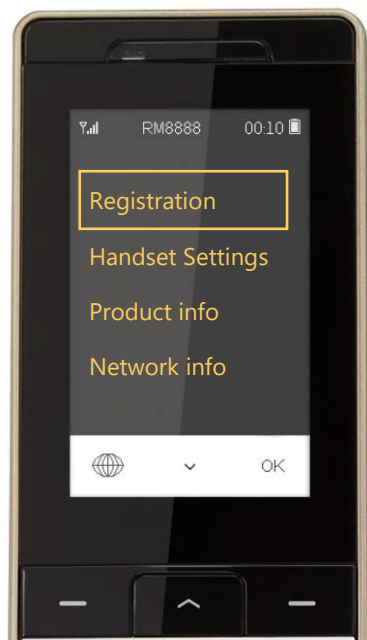 RM8888 00:10
Registration
Handset Settings
Product info
Network info
OK